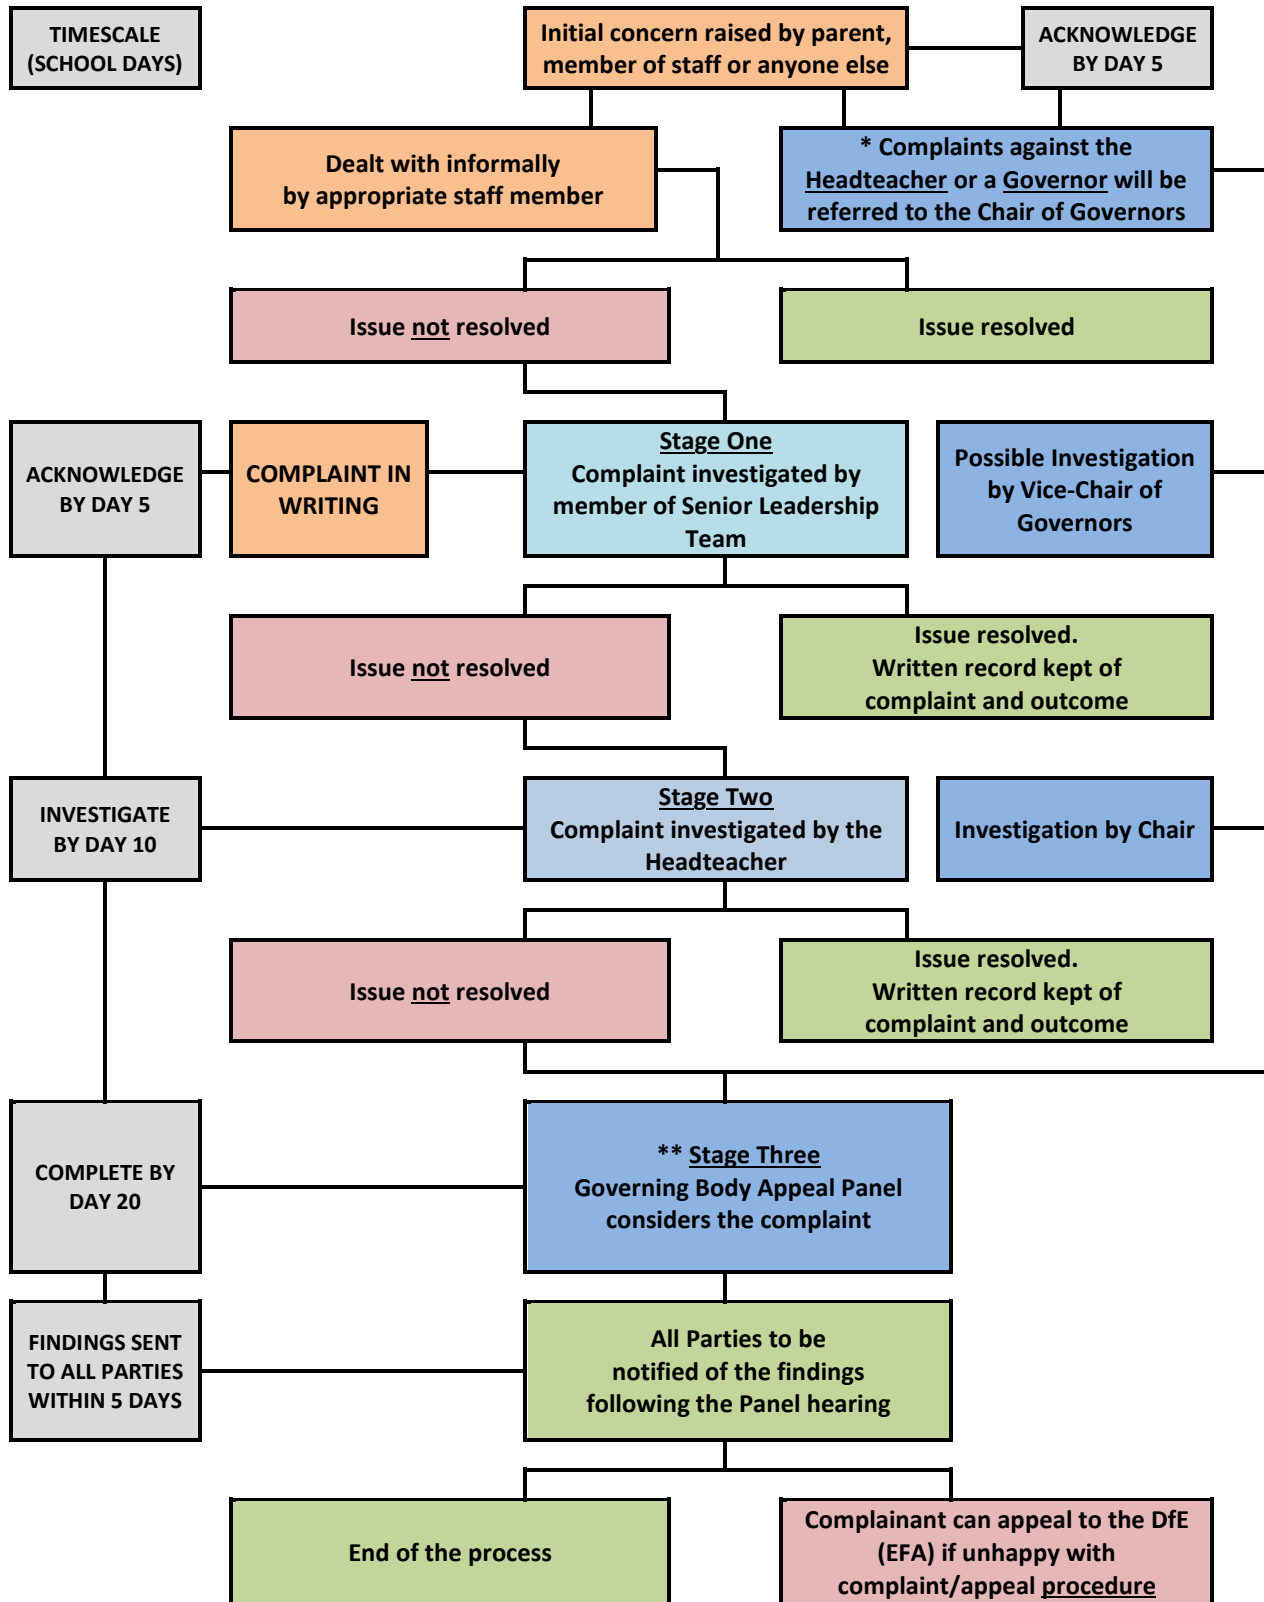 TIMESCALE
(SCHOOL DAYS)
Initial concern raised by parent,
member of staff or anyone else
ACKNOWLEDGE
BY DAY 5
Dealt with informally
by appropriate staff member
* Complaints against the
Headteacher or a Governor will be
referred to the Chair of Governors
Issue not resolved
Issue resolved
ACKNOWLEDGE
BY DAY 5
COMPLAINT IN
WRITING
Stage One
Complaint investigated by
member of Senior Leadership
Team
Possible Investigation
by Vice-Chair of
Governors
Issue not resolved
Issue resolved.
Written record kept of
complaint and outcome
INVESTIGATE
BY DAY 10
Stage Two
Complaint investigated by the
Headteacher
Investigation by Chair
Issue not resolved
Issue resolved.
Written record kept of
complaint and outcome
COMPLETE BY
DAY 20
** Stage Three
Governing Body Appeal Panel
considers the complaint
FINDINGS SENT
TO ALL PARTIES
WITHIN 5 DAYS
All Parties to be
notified of the findings
following the Panel hearing
End of the process
Complainant can appeal to the DfE
(EFA) if unhappy with
complaint/appeal procedure